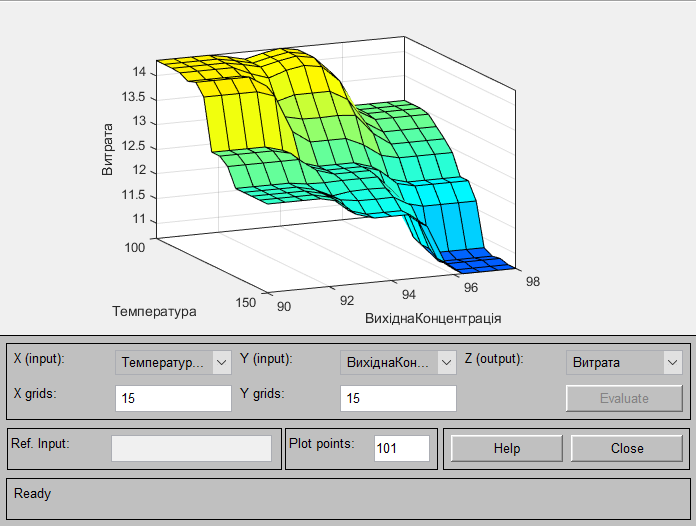 14
13.5
13
12.5
12
11.5
11
Витрата
100
150
Температура
90
92
94
96
98
ВихіднаКонцентрація
X (input):
Температур...
Y (input):
ВихіднаКон...
Z (output):
Витрата
X grids:
15
Y grids:
15
Evaluate
Ref. Input:
Plot points:
101
Help
Close
Ready